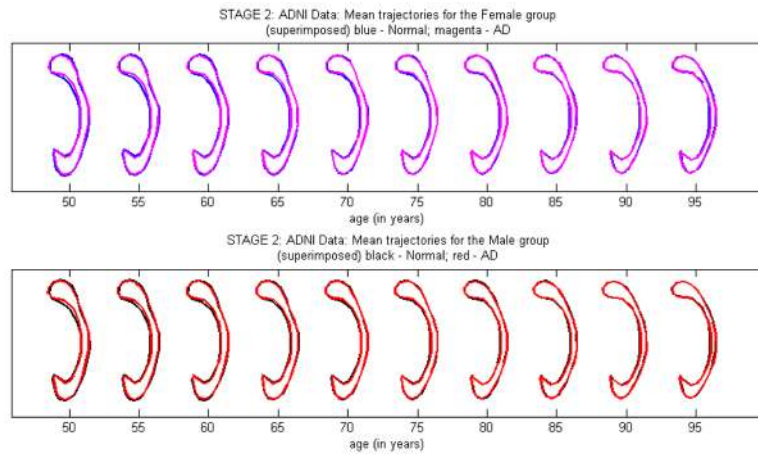 STAGE 2: ADNI Data: Mean trajectories for the Female group
(superimposed) blue - Normal; magenta - AD
50 55 60 65 70 75 80 85 90 95
age (in years)
STAGE 2: ADNI Data: Mean trajectories for the Male group
(superimposed) black - Normal; red - AD
50 55 60 65 70 75 80 85 90 95
age (in years)